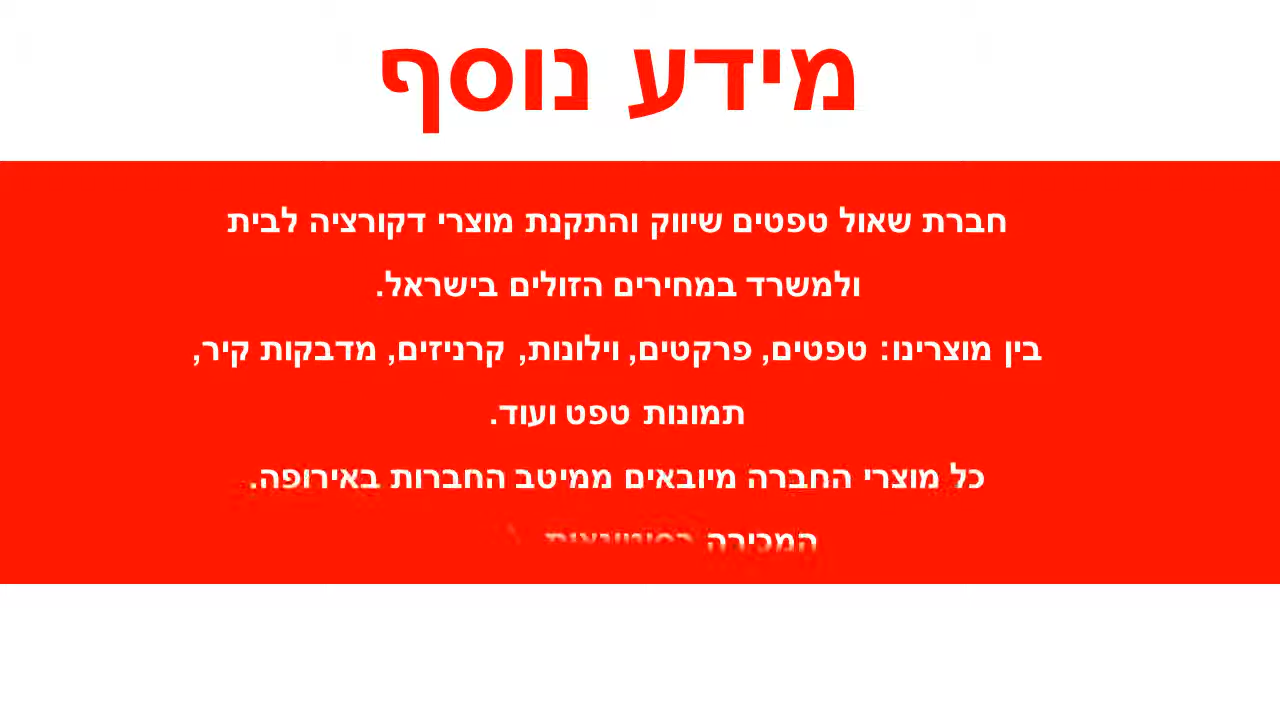 מידע נוסף
חברת שאול טפטים שיווק והתקנת מוצרי דקורציה לבית
ולמשרד במחירים הזולים בישראל.
בין מוצרינו: טפטים, פרקטים, וילונות, קרניזים, מדבקות קיר,
תמונות טפט ועוד.
כל מוצרי החברה מיובאים ממיטב החברות באירופה.
המכירה